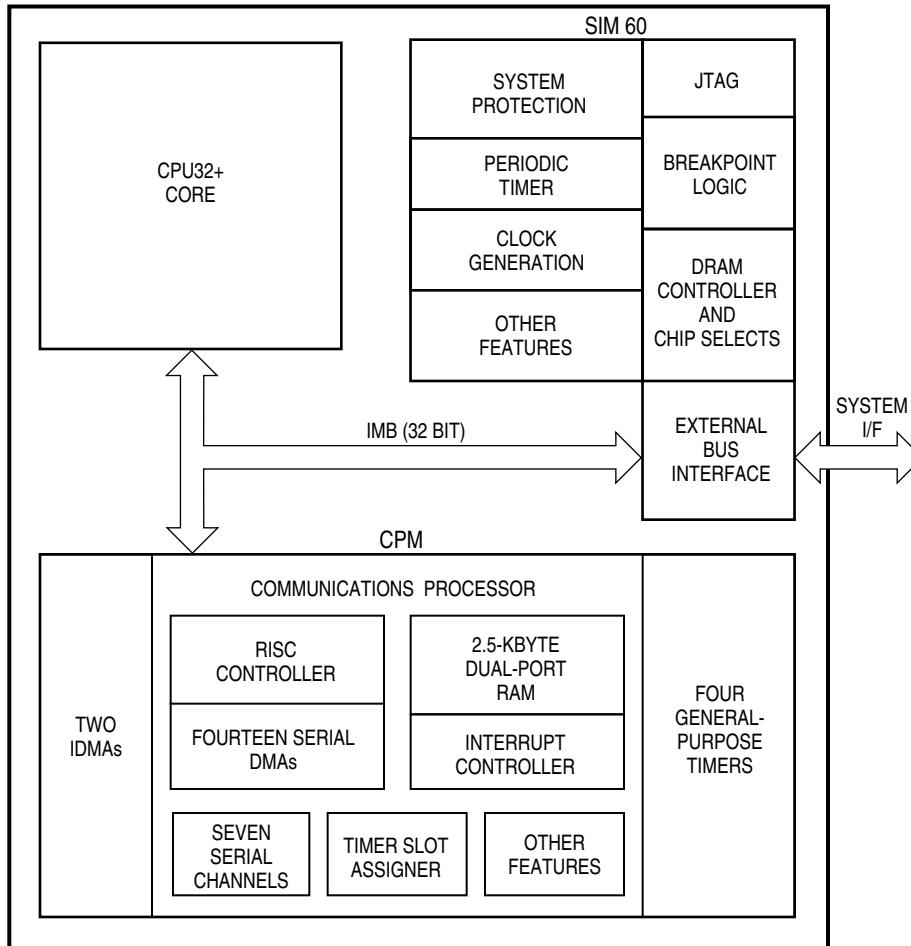 SIM 60
CPU32+
CORE
SYSTEM
PROTECTION
PERIODIC
TIMER
CLOCK
GENERATION
OTHER
FEATURES
JTAG
BREAKPOINT
LOGIC
DRAM
CONTROLLER
AND
CHIP SELECTS
EXTERNAL
BUS
INTERFACE
SYSTEM
I/F
IMB (32 BIT)
CPM
TWO
IDMAs
COMMUNICATIONS PROCESSOR
RISC
CONTROLLER
FOURTEEN SERIAL
DMAs
2.5-KBYTE
DUAL-PORT
RAM
INTERRUPT
CONTROLLER
SEVEN
SERIAL
CHANNELS
TIMER SLOT
ASSIGNER
OTHER
FEATURES
FOUR
GENERAL-
PURPOSE
TIMERS